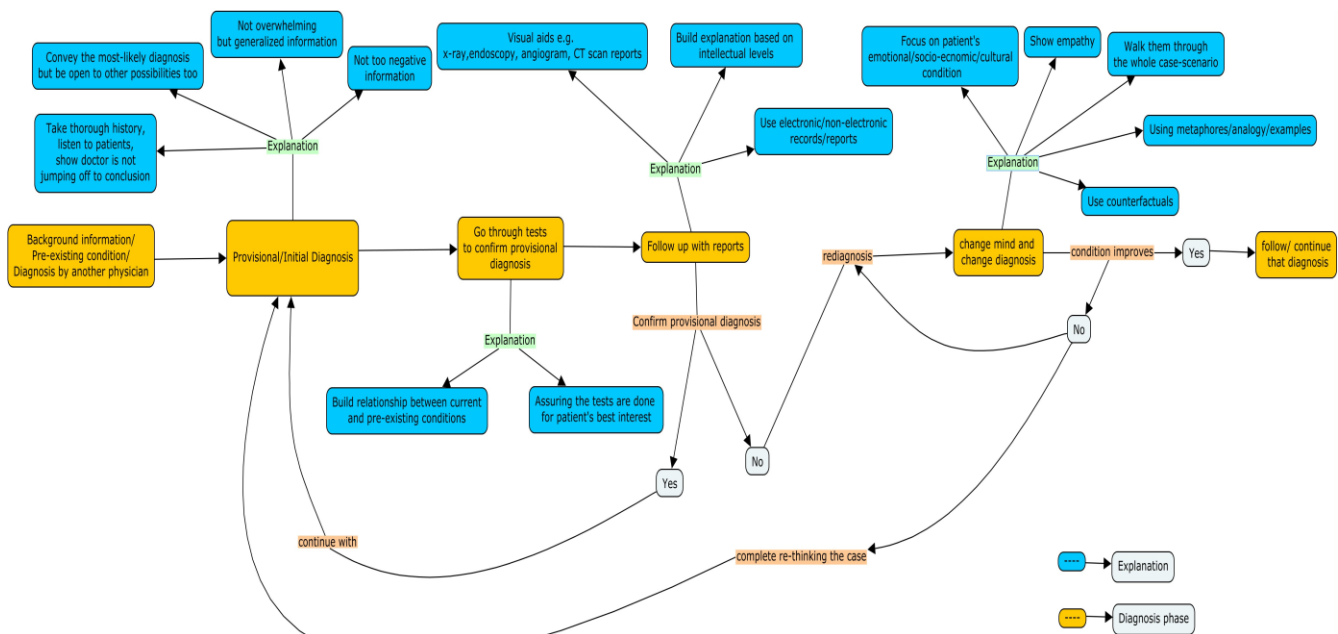 Not overwhelming
but generalized information
Convey the most-likely diagnosis
but be open to other possibilities too
Not too negative
information
Take thorough history,
listen to patients,
show doctor is not
jumping off to conclusion
Explanation
Visual aids e.g.
x-ray,endoscopy, angiogram, CT scan reports
Build explanation based on
intellectual levels
Use electronic/non-electronic
records/reports
Explanation
Focus on patient's
emotional/socio-ecnomic/cultural
condition
Show empathy
Walk them through
the whole case-scenario
Using metaphores/analogy/examples
Explanation
Use counterfactuals
Background information/
Pre-existing condition/
Diagnosis by another physician
Provisional/Initial Diagnosis
Go through tests
to confirm provisional
diagnosis
Follow up with reports
rediagnosis
change mind and
change diagnosis
condition improves
Yes
follow/ continue
that diagnosis
No
Confirm provisional diagnosis
Explanation
Build relationship between current
and pre-existing conditions
Assuring the tests are done
for patient's best interest
No
Yes
continue with
complete re-thinking the case
----
Explanation
----
Diagnosis phase